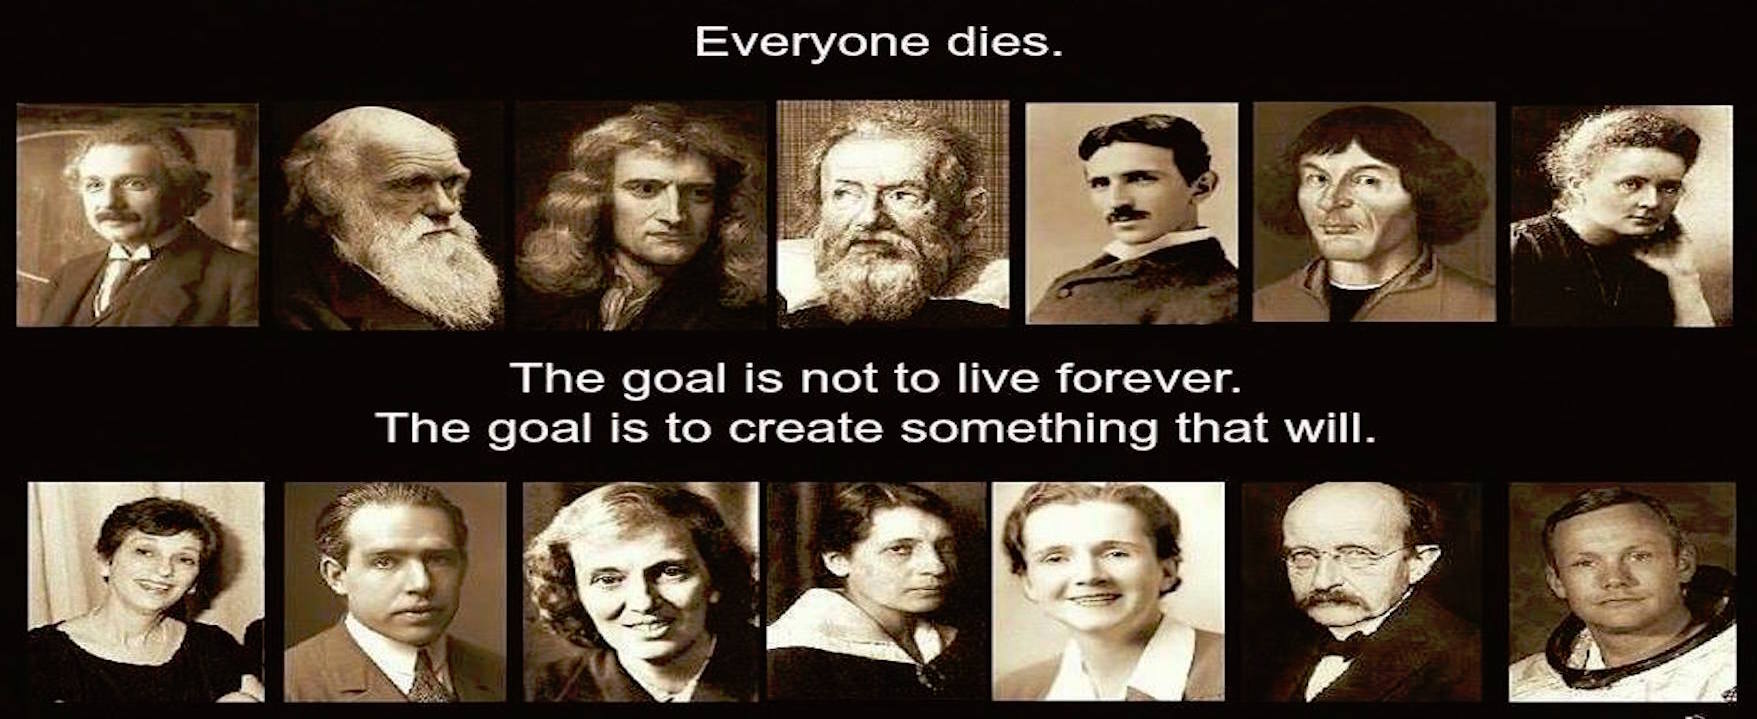 Everyone dies.
The goal is not to live forever.
The goal is to create something that will.